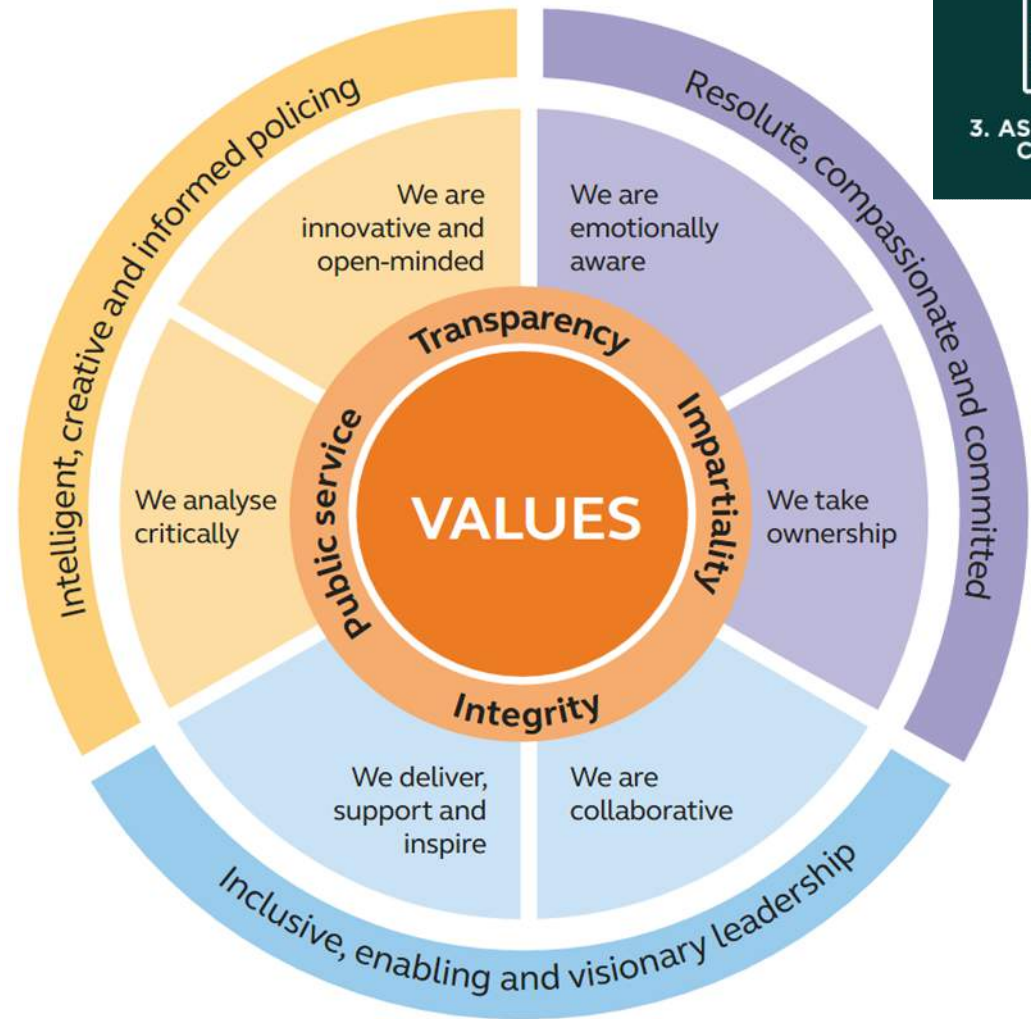 Intelligent, creative and informed policing
Resolute, compassionate and committed
3. AS
C
We are
innovative and
open-minded
We are
emotionally
aware
Transparency
Impartiality
Public service
Integrity
VALUES
We analyse
critically
We take
ownership
We deliver,
support and
inspire
We are
collaborative
Inclusive, enabling and visionary leadership